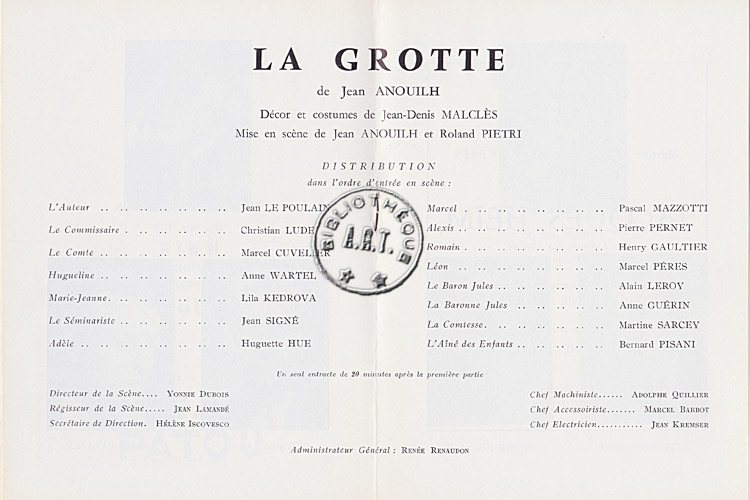 LA GROTTE
de Jean ANOUILH
Décor et costumes de Jean-Denis MALCLÈS
Mise en scène de Jean ANOUILH et Roland PIETRI
DISTRIBUTION
dans l'ordre d'entrée en scène :
L'Auteur .. .. .. .. .. .. .. Jean LE POULAIN
Le Commissaire .. .. .. .. .. Christian
Le Comte .. .. .. .. .. .. .. Marcel CUVELIER
Hugueline .. .. .. .. .. .. .. Anne WARTEL
Marie-Jeanne. .. .. .. .. .. .. Lila KEDROVA
Le Séminariste .. .. .. .. .. Jean SIGNÉ
Adèle .. .. .. .. .. .. .. .. Huguette HUE
Marcel . .. .. .. .. .. .. .. Pascal MAZZOTTI
Alexis .. .. .. .. .. .. .. .. Pierre PERNET
Romain . .. .. .. .. .. .. .. Henry GAULTIER
Léon .. .. .. .. .. .. .. .. Marcel PÉRÈS
Le Baron Jules .. .. .. .. .. .. Alain LEROY
La Baronne Jules .. .. .. .. .. Anne GUÉRIN
La Comtesse. .. .. .. .. .. .. Martine SARCEY
L'Aîné des Enfants .. .. .. .. .. Bernard PISANI
BIBLIOTHÈQUE
A.R.T.
Un seul entracte de 20 minutes après la première partie
Directeur de la Scène.... YONNIE DUBOIS
Régisseur de la Scène..... JEAN LAMANDÉ
Secrétaire de Direction. HÉLÈNE ISCOVESCO
Chef Machiniste...... ADOLPHE QUILLIER
Chef Accessoiriste....... MARCEL BARBOT
Chef Electricien........... JEAN KREMSER
Administrateur Général : RENÉE RENAUDON